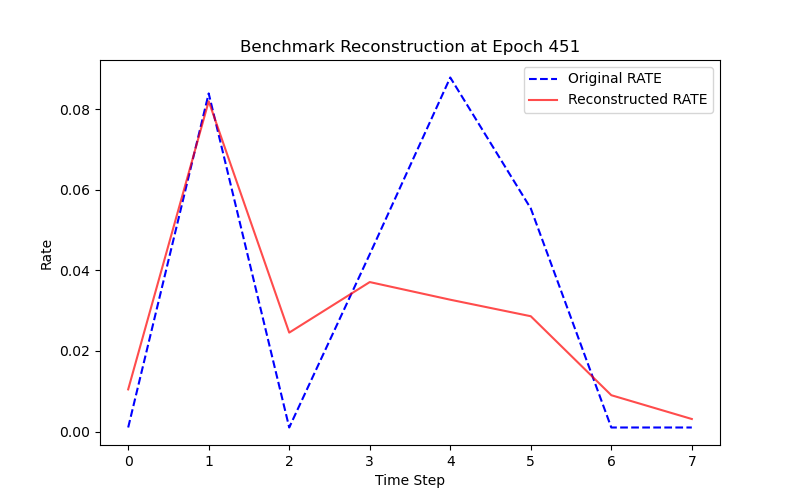 Benchmark Reconstruction at Epoch 451
Original RATE
Reconstructed RATE
0.08
0.06
0.04
0.02
0.00
Rate
0 1 2 3 4 5 6 7
Time Step